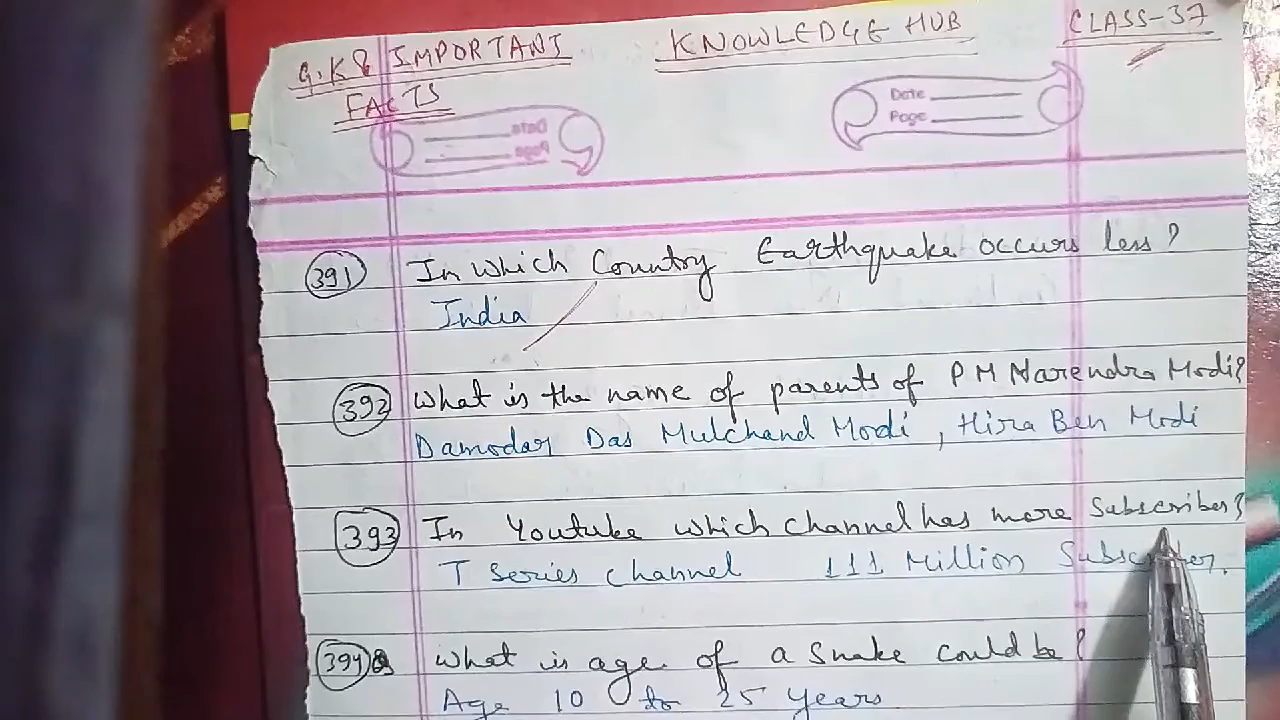 G.K & IMPORTANT KNOWLEDGE HUB CLASS-37
FACTS
Date
Page
Date
Page
391 In which Country Earthquake occurs less?
India
392 What is the name of parents of PM Narendra Modi?
Damodar Das Mulchand Modi, Hira Ben Modi
393 In Youtube which channel has more Subscriber?
T Series channel 111 Million Subscriber.
394 What is age of a Snake could be?
Age 10 to 25 years